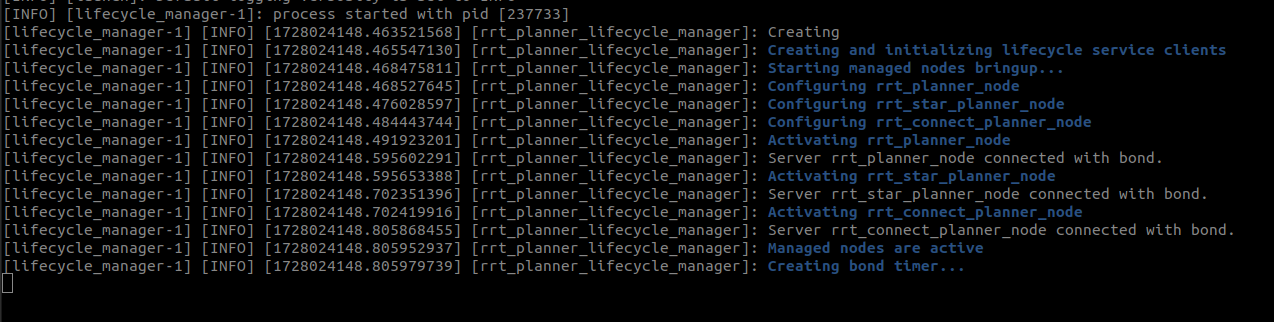 [INFO] [lifecycle_manager-1]: process started with pid [237733]
[lifecycle_manager-1] [INFO] [1728024148.463521568] [rrt_planner_lifecycle_manager]: Creating
[lifecycle_manager-1] [INFO] [1728024148.465547130] [rrt_planner_lifecycle_manager]: Creating and initializing lifecycle service clients
[lifecycle_manager-1] [INFO] [1728024148.468475811] [rrt_planner_lifecycle_manager]: Starting managed nodes bringup...
[lifecycle_manager-1] [INFO] [1728024148.468527645] [rrt_planner_lifecycle_manager]: Configuring rrt_planner_node
[lifecycle_manager-1] [INFO] [1728024148.476028597] [rrt_planner_lifecycle_manager]: Configuring rrt_star_planner_node
[lifecycle_manager-1] [INFO] [1728024148.484443744] [rrt_planner_lifecycle_manager]: Configuring rrt_connect_planner_node
[lifecycle_manager-1] [INFO] [1728024148.491923201] [rrt_planner_lifecycle_manager]: Activating rrt_planner_node
[lifecycle_manager-1] [INFO] [1728024148.595602291] [rrt_planner_lifecycle_manager]: Server rrt_planner_node connected with bond.
[lifecycle_manager-1] [INFO] [1728024148.595653388] [rrt_planner_lifecycle_manager]: Activating rrt_star_planner_node
[lifecycle_manager-1] [INFO] [1728024148.702351396] [rrt_planner_lifecycle_manager]: Server rrt_star_planner_node connected with bond.
[lifecycle_manager-1] [INFO] [1728024148.702419916] [rrt_planner_lifecycle_manager]: Activating rrt_connect_planner_node
[lifecycle_manager-1] [INFO] [1728024148.805868455] [rrt_planner_lifecycle_manager]: Server rrt_connect_planner_node connected with bond.
[lifecycle_manager-1] [INFO] [1728024148.805952937] [rrt_planner_lifecycle_manager]: Managed nodes are active
[lifecycle_manager-1] [INFO] [1728024148.805979739] [rrt_planner_lifecycle_manager]: Creating bond timer...